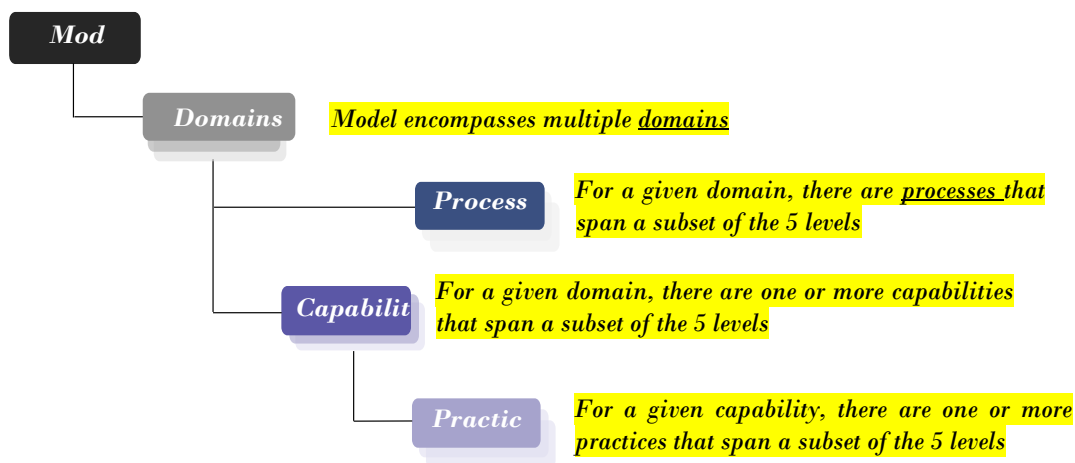 Mod
Domains
Model encompasses multiple domains
Process
For a given domain, there are processes that
span a subset of the 5 levels
Capabilit
For a given domain, there are one or more capabilities
that span a subset of the 5 levels
Practic
For a given capability, there are one or more
practices that span a subset of the 5 levels